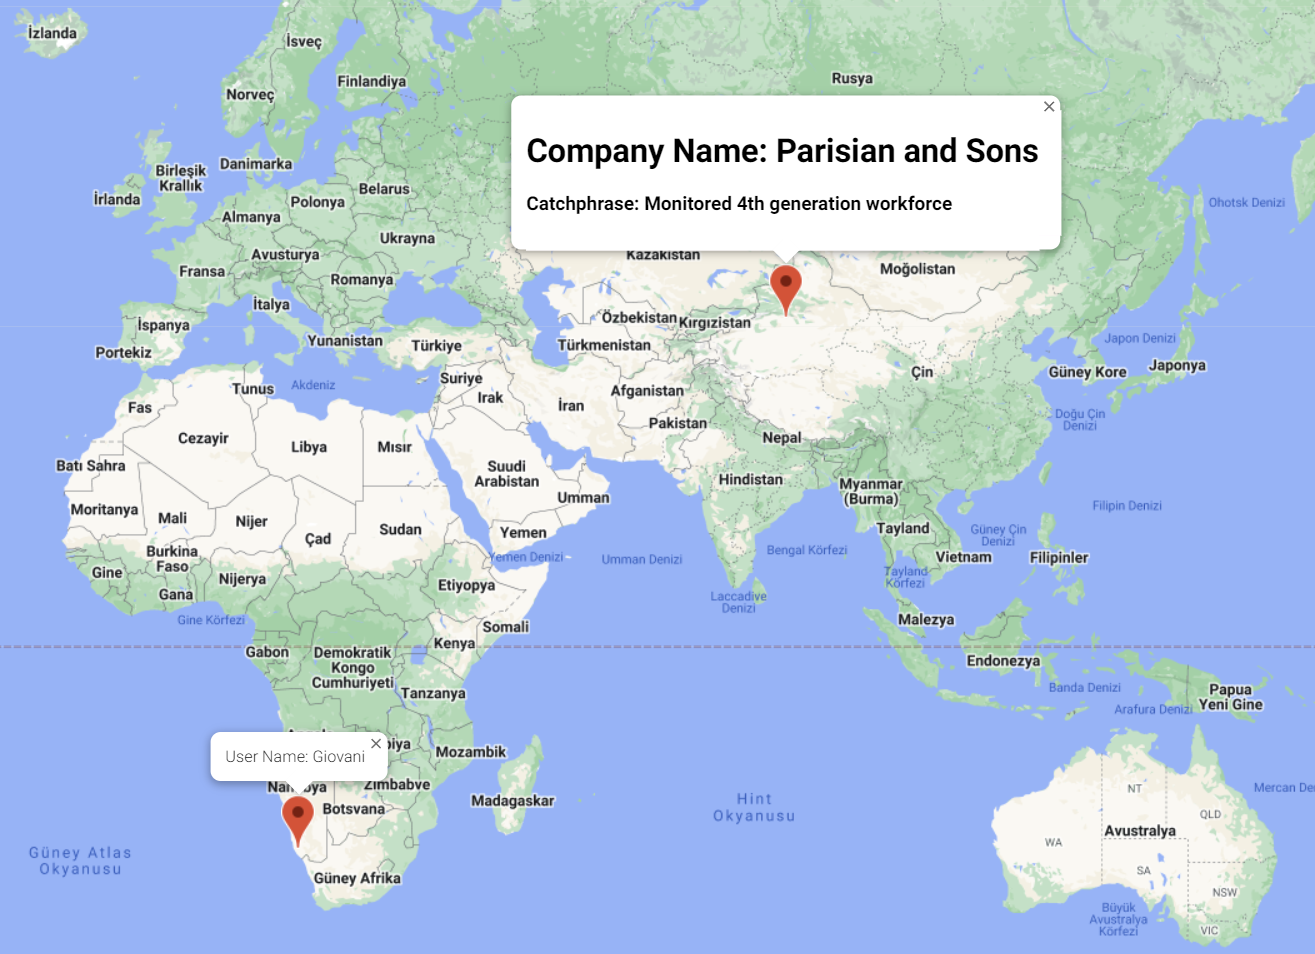 İzlanda
İsveç
Finlandiya
Norveç
Rusya
Company Name: Parisian and Sons
Catchphrase: Monitored 4th generation workforce
Danimarka
Birleşik
Krallık
İrlanda
Belarus
Polonya
Almanya
Ohotsk Denizi
Ukrayna
Avusturya
Kazakistan
Fransa
Moğolistan
Romanya
İtalya
Özbekistan
Kırgızistan
İspanya
Yunanistan
Türkiye
Türkmenistan
Japon Denizi
Portekiz
Japonya
Güney Kore
Çin
Suriye
Tunus
Akdeniz
Afganistan
Irak
İran
Fas
Doğu Çin
Denizi
Pakistan
Nepal
Cezayir
Libya
Mısır
Batı Sahra
Suudi
Arabistan
Hindistan
Myanmar
(Burma)
Umman
Filipin Denizi
Moritanya
Mali
Nijer
Çad
Sudan
Yemen
Tayland
Güney Çin
Denizi
Bengal Körfezi
Burkina
Faso
Yemen Denizi
Umman Denizi
Vietnam
Filipinler
Gine
Nijerya
Etiyopya
Tayland
Körfezi
Gana
Laccadive
Denizi
Gine Körfezi
Somali
Malezya
Kenya
Gabon
Demokratik
Kongo
Cumhuriyeti
Endonezya
Tanzanya
Banda Denizi
Papua
Yeni Gine
Arafura Denizi
biya
Mozambik
User Name: Giovani
Zimbabve
Botsvana
Madagaskar
Hint
Okyanusu
NT
Mercan De
QLD
Avustralya
WA
Güney Atlas
Okyanusu
SA
Güney Afrika
NSW
Büyük
Avustralya
Körfezi
VIC